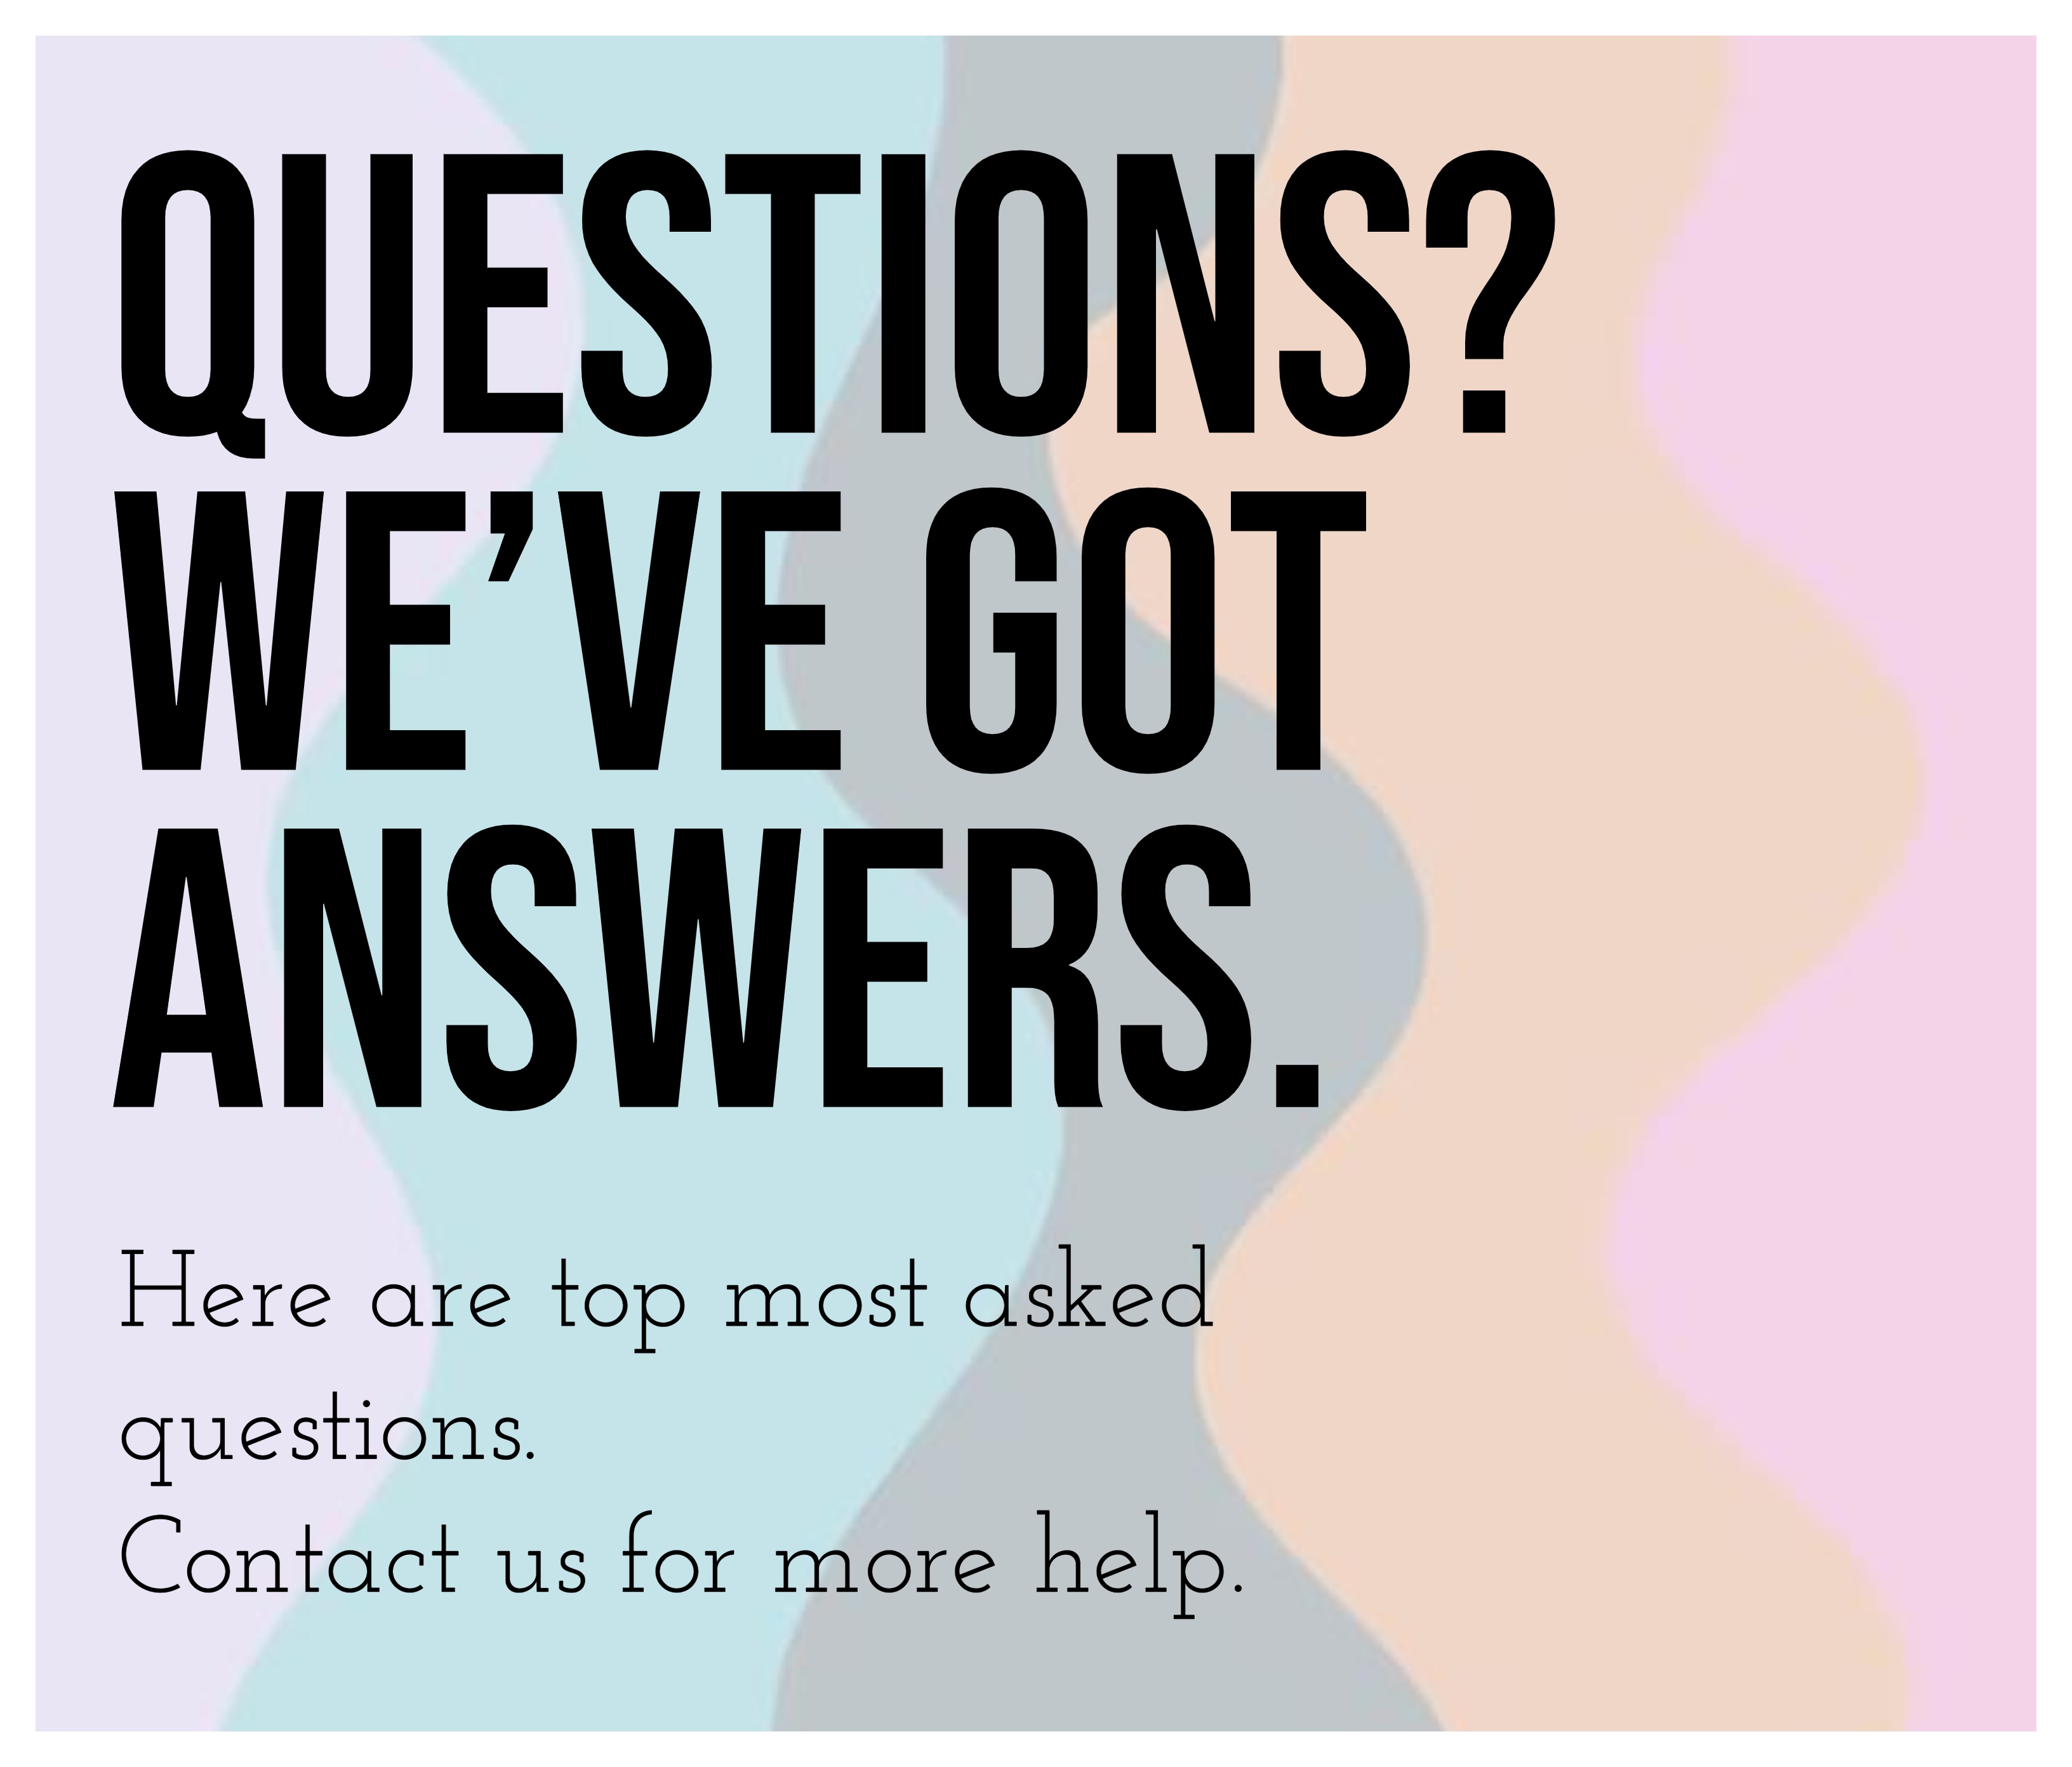 QUESTIONS?
WE’VE GOT
ANSWERS.
Here are top most asked
questions.
Contact us for more help.